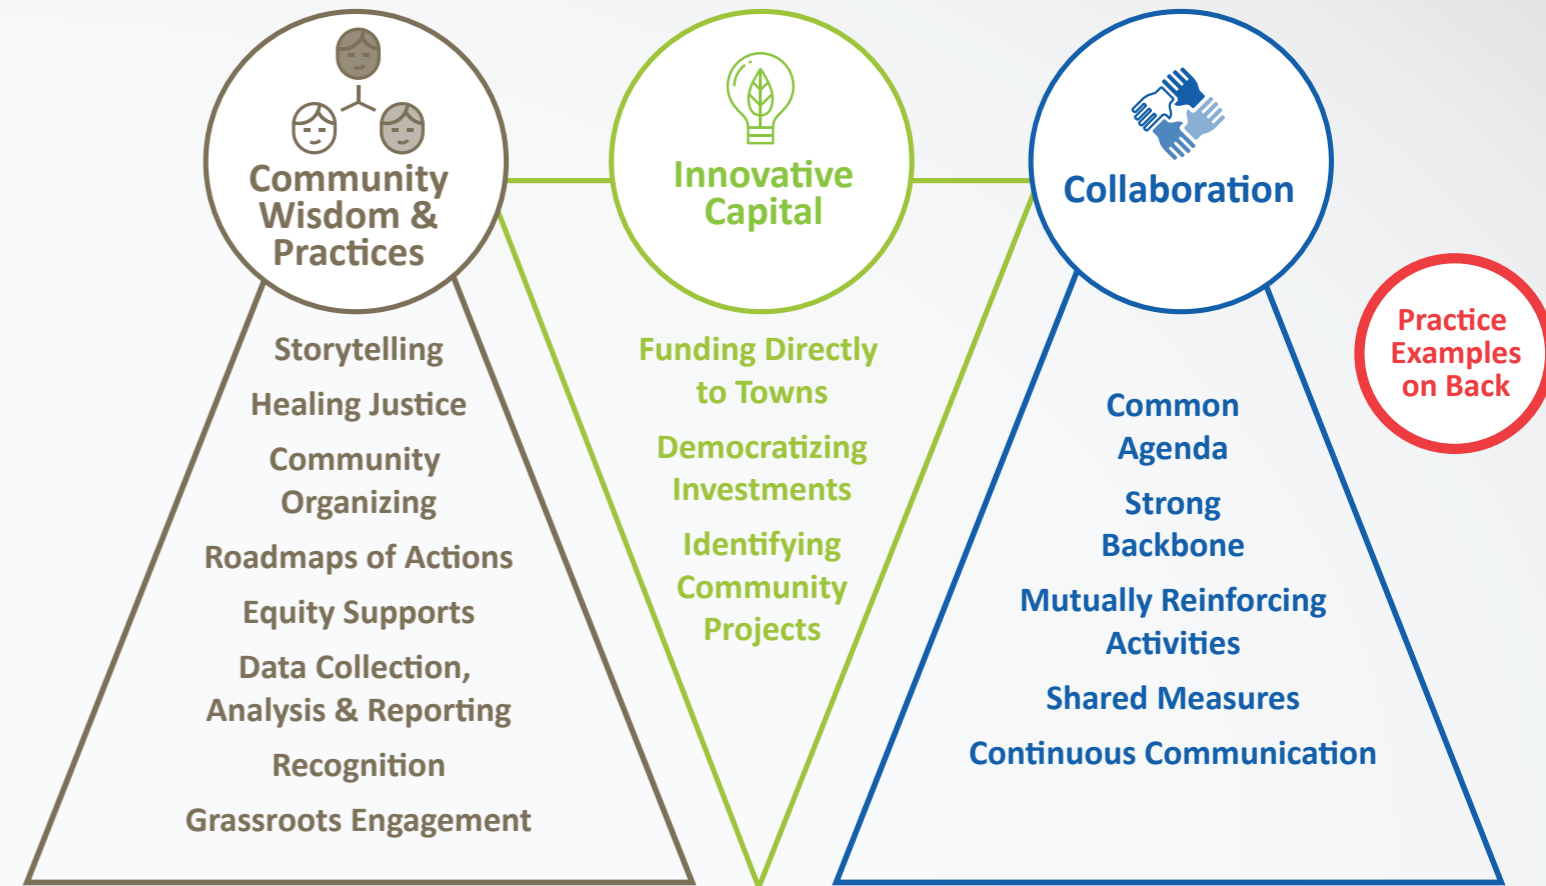 Community
Wisdom &
Practices
Storytelling
Healing Justice
Community
Organizing
Roadmaps of Actions
Equity Supports
Data Collection,
Analysis & Reporting
Recognition
Grassroots Engagement
Innovative
Capital
Funding Directly
to Towns
Democratizing
Investments
Identifying
Community
Projects
Collaboration
Common
Agenda
Strong
Backbone
Mutually Reinforcing
Activities
Shared Measures
Continuous Communication
Practice
Examples
on Back